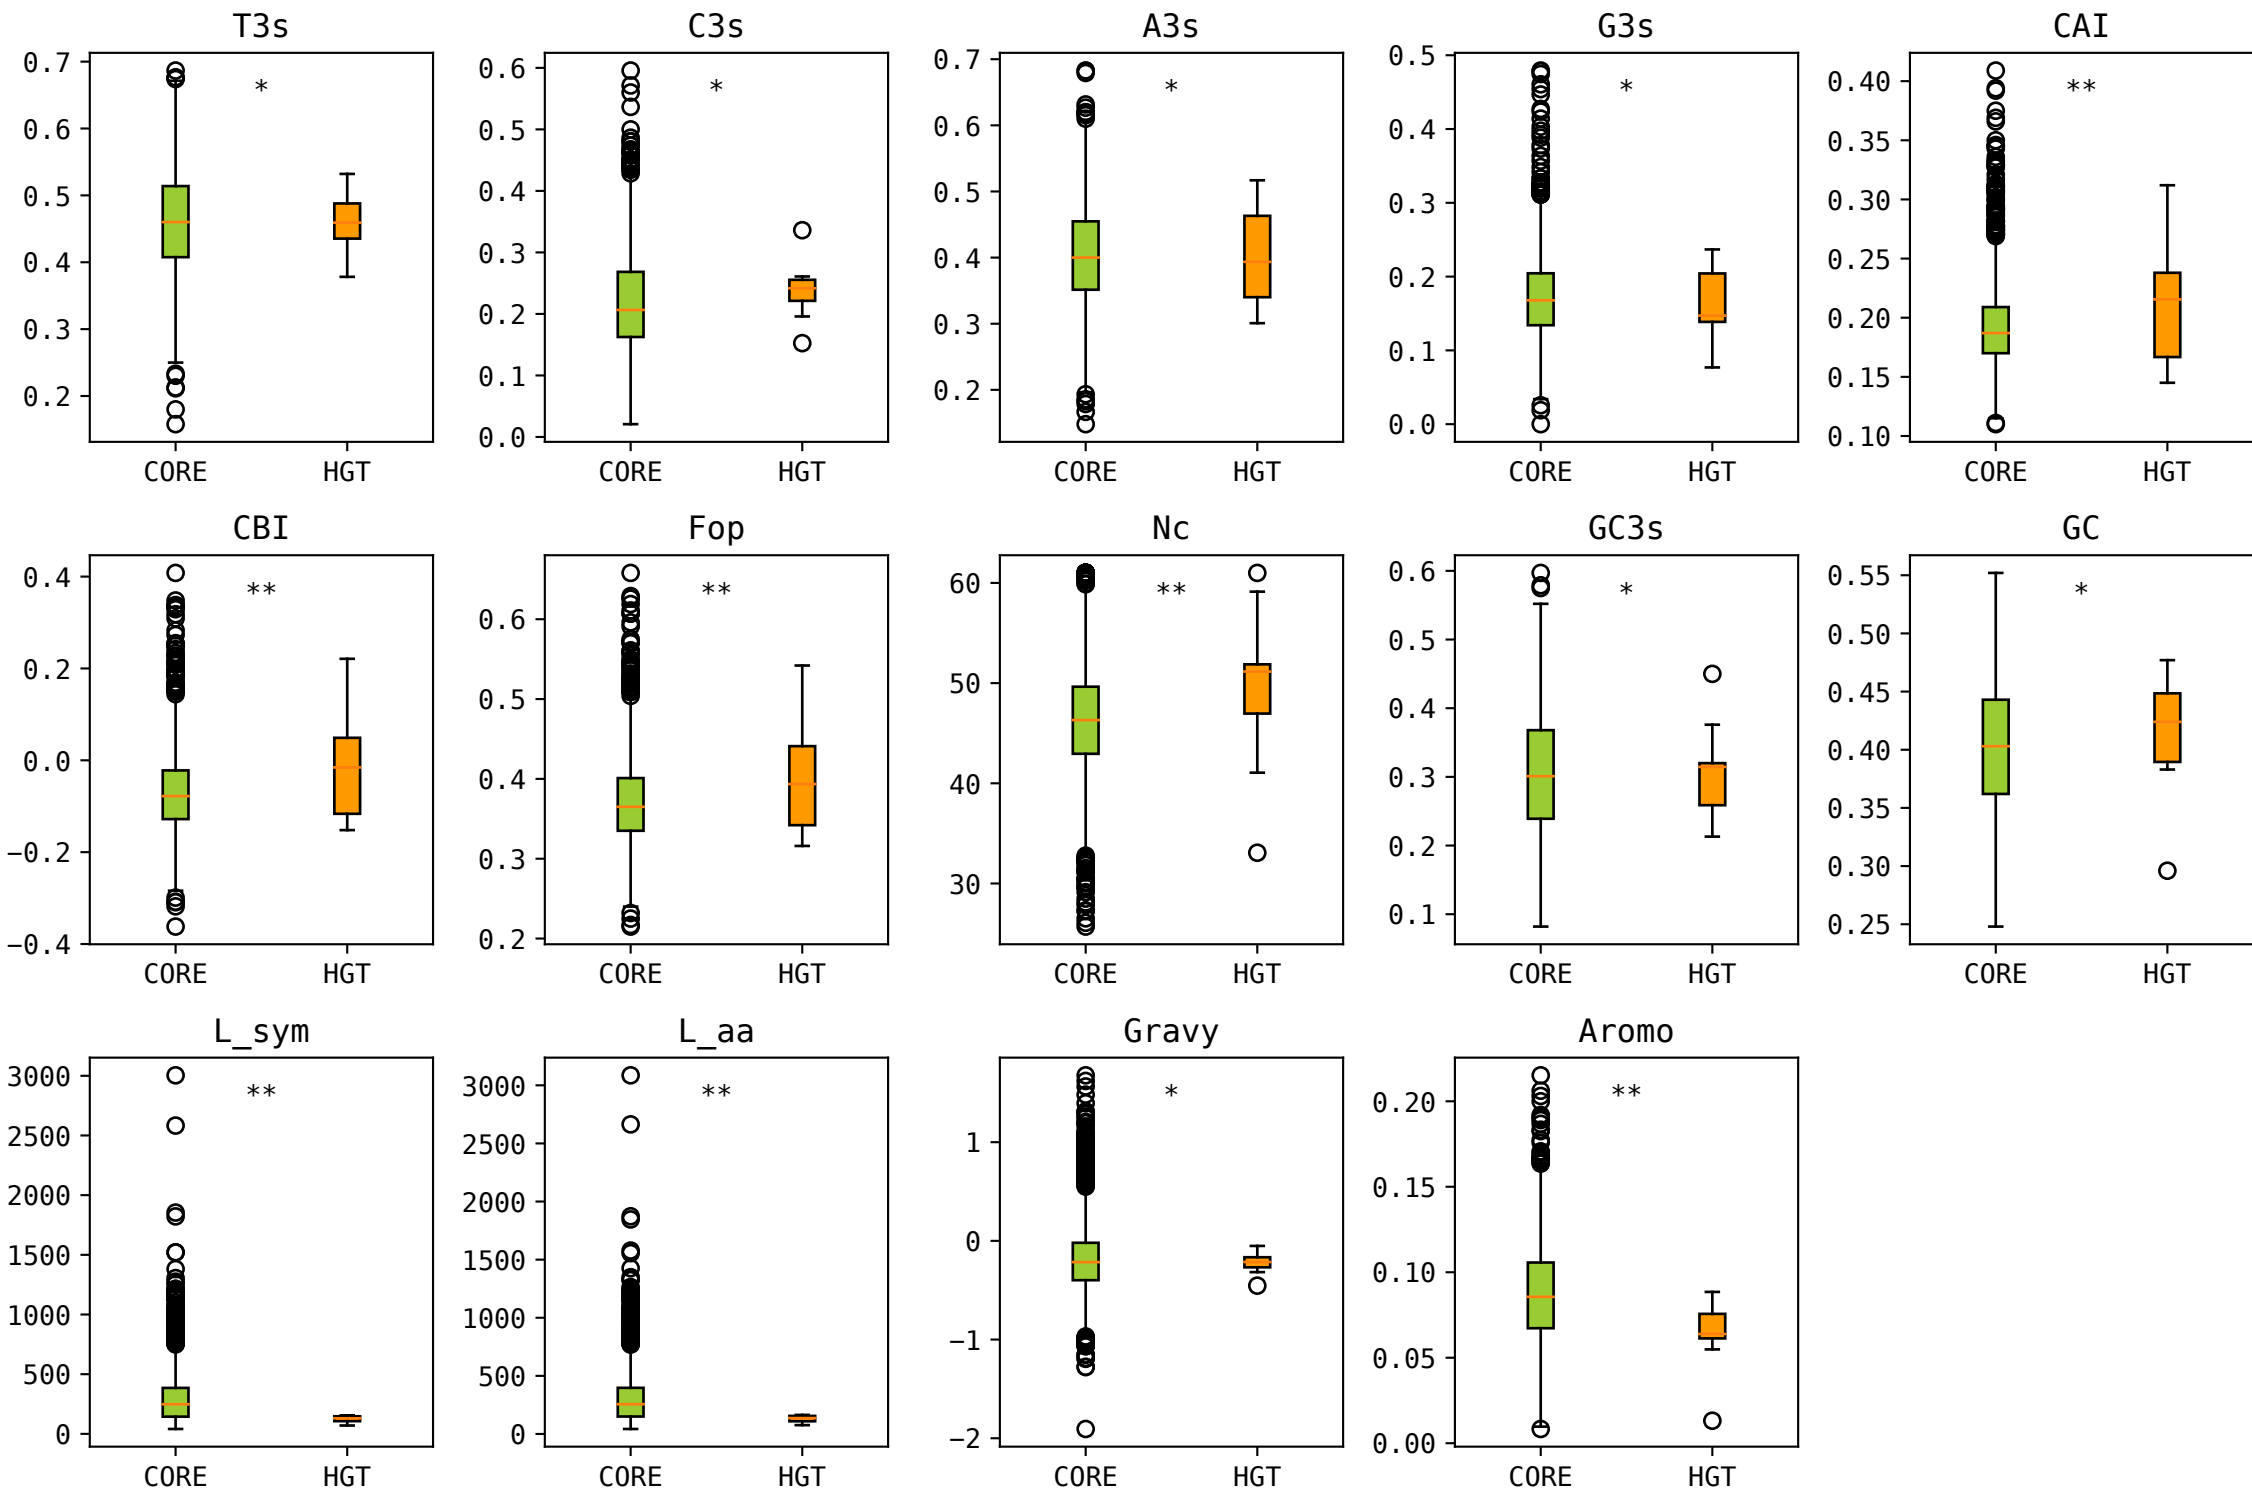 T3s
C3s
A3s
G3s
CAI
0.7
0.6
0.5
0.4
0.3
0.2
*
CORE
HGT
0.6
0.5
0.4
0.3
0.2
0.1
0.0
*
CORE
HGT
0.7
0.6
0.5
0.4
0.3
0.2
*
CORE
HGT
0.5
0.4
0.3
0.2
0.1
0.0
*
CORE
HGT
0.40
0.35
0.30
0.25
0.20
0.15
0.10
**
CORE
HGT
CBI
Fop
Nc
GC3s
GC
0.4
0.2
0.0
−0.2
−0.4
**
CORE
HGT
0.6
0.5
0.4
0.3
0.2
**
CORE
HGT
60
50
40
30
**
CORE
HGT
0.6
0.5
0.4
0.3
0.2
0.1
*
CORE
HGT
0.55
0.50
0.45
0.40
0.35
0.30
0.25
*
CORE
HGT
L_sym
L_aa
Gravy
Aromo
3000
2500
2000
1500
1000
500
0
**
CORE
HGT
3000
2500
2000
1500
1000
500
0
**
CORE
HGT
1
0
−1
−2
*
CORE
HGT
0.20
0.15
0.10
0.05
0.00
**
CORE
HGT